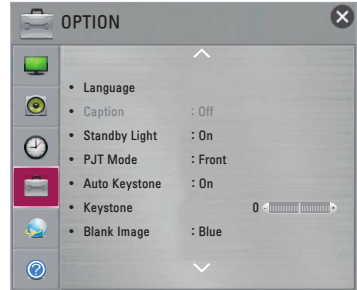 OPTION
• Language
• Caption : Off
• Standby Light : On
• PJT Mode : Front
• Auto Keystone : On
• Keystone 0
• Blank Image : Blue